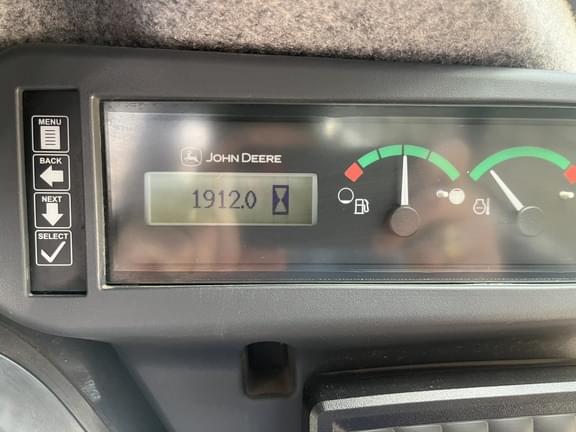 MENU
BACK
NEXT
SELECT
JOHN DEERE
1912.0